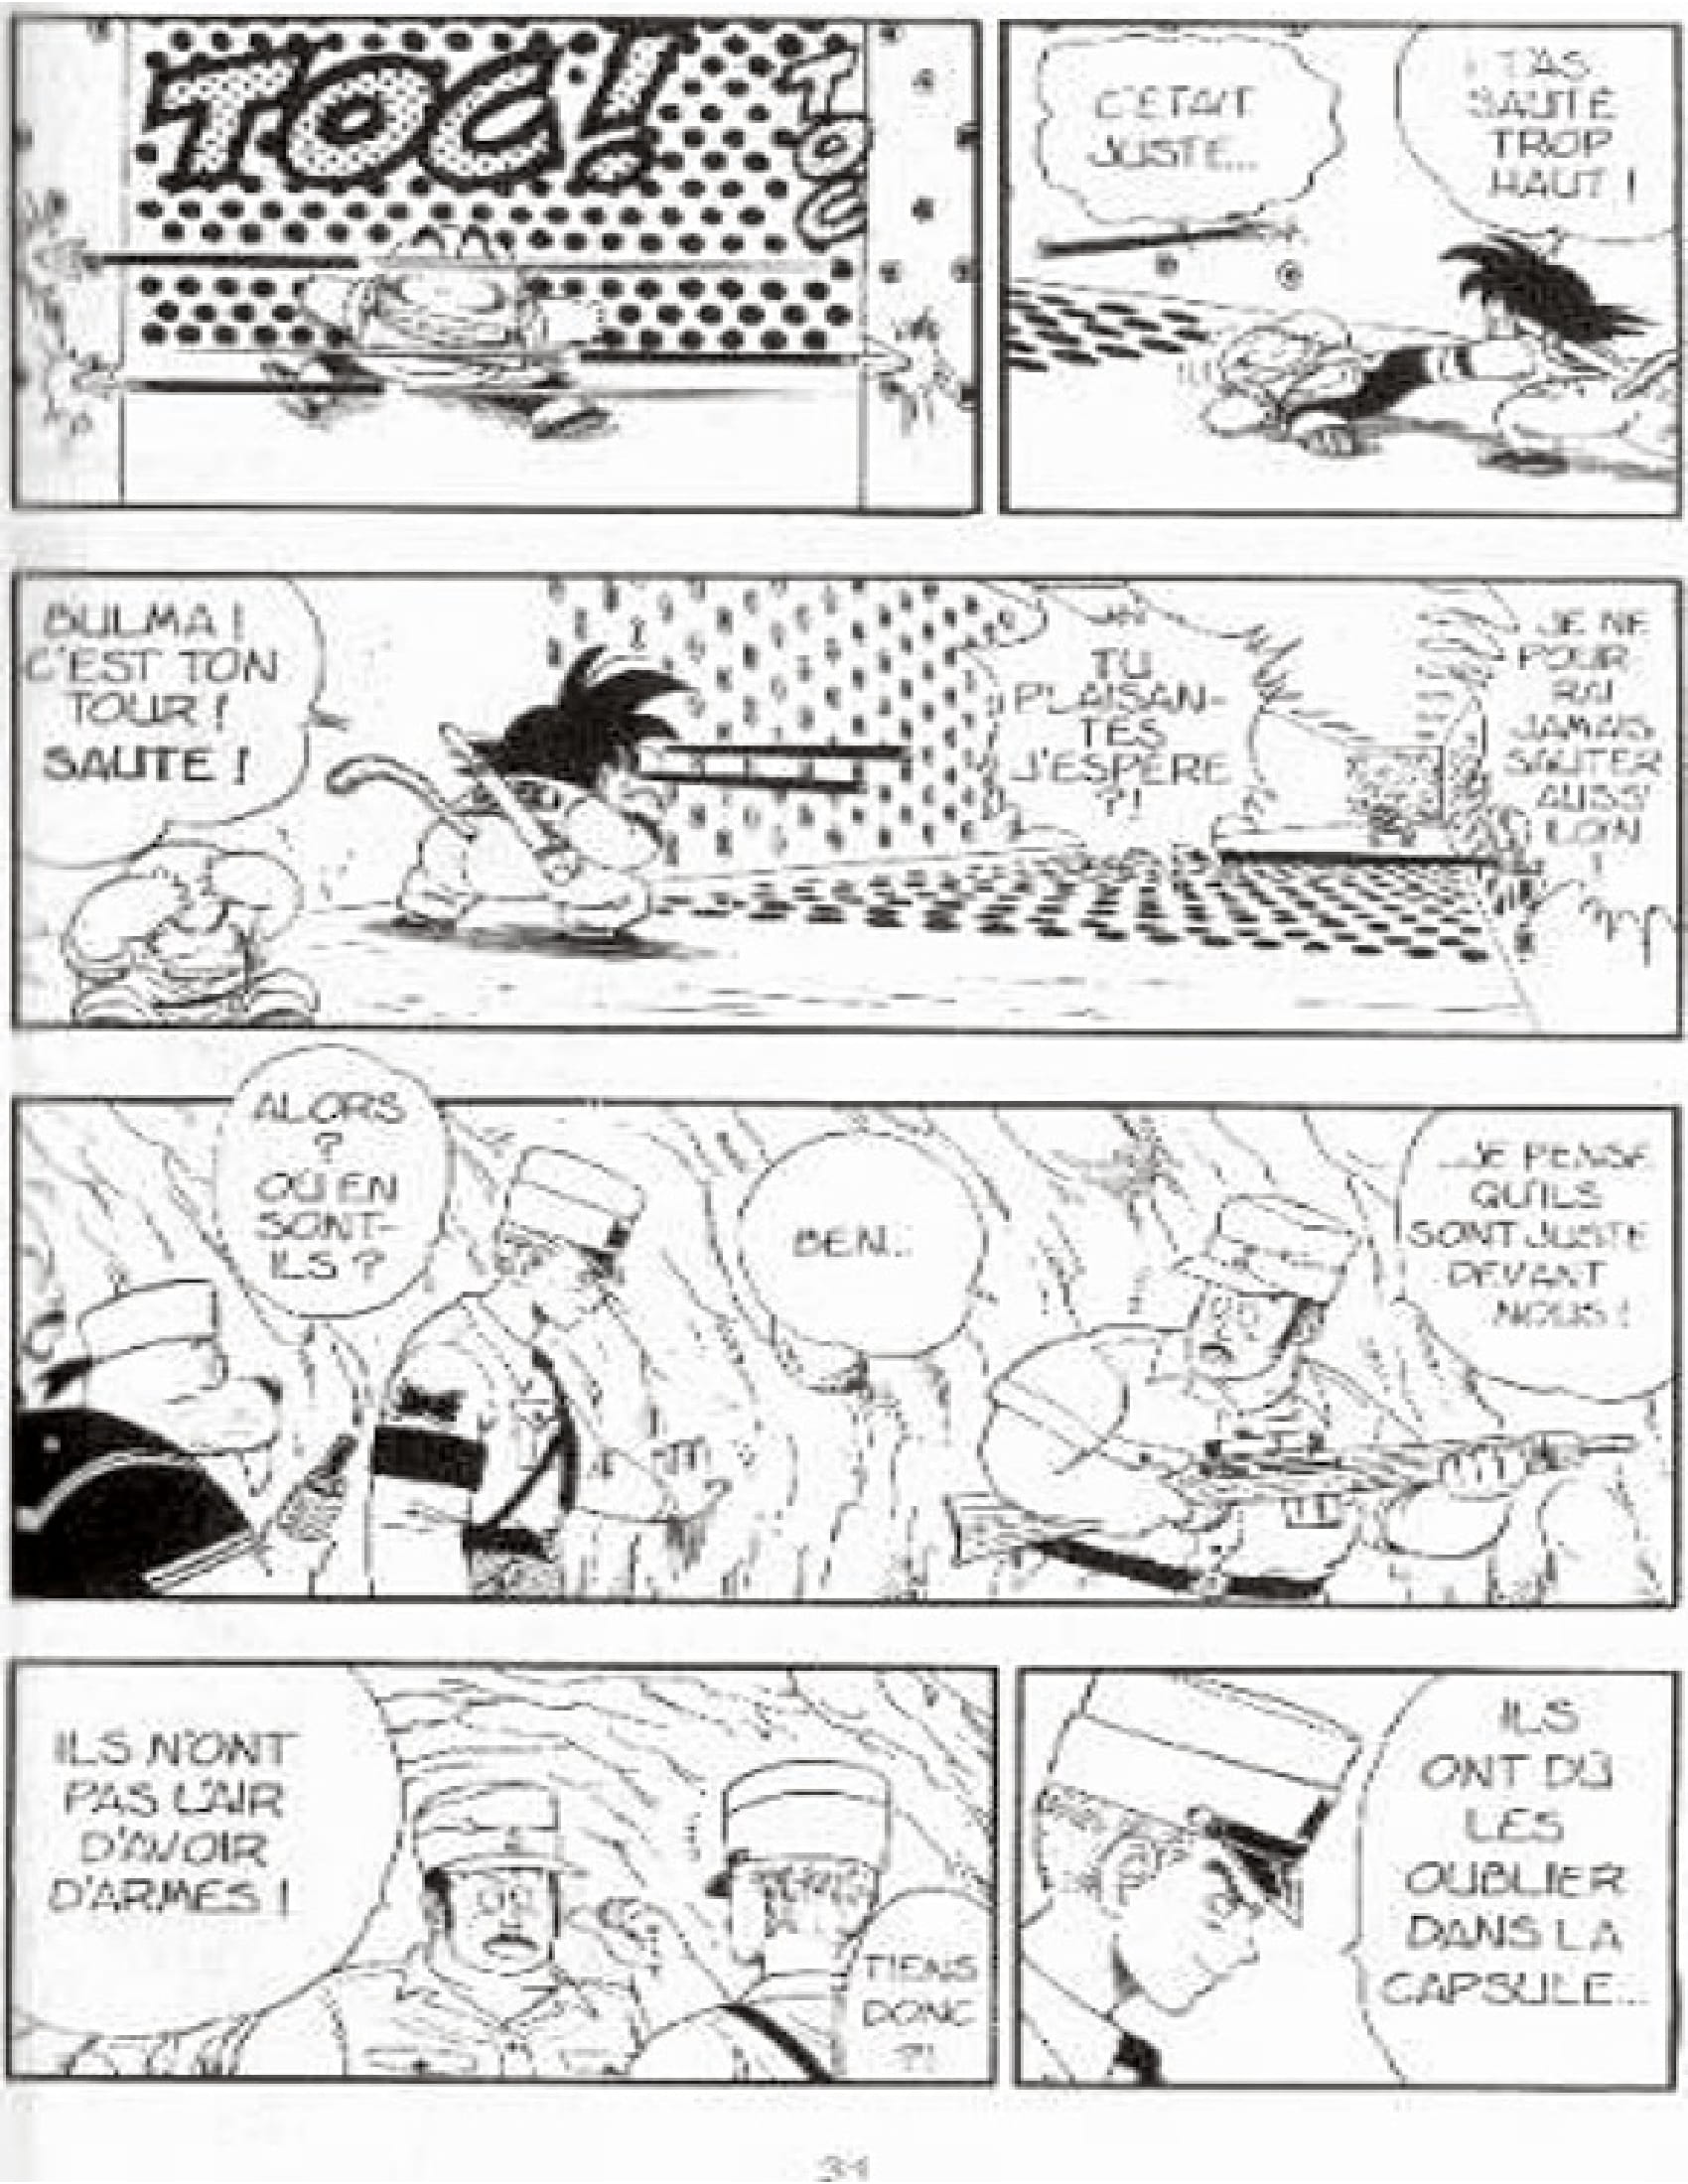 TOC!
TOC
C'ÉTAIT
JUSTE...
T'AS
SAUTÉ
TROP
HAUT !
BULMA !
C'EST TON
TOUR !
SAUTE !
TU
PLAISAN-
TES
J'ESPÈRE
?!
JE NE
POUR-
RAI
JAMAIS
SAUTER
AUSSI
LOIN
!
ALORS
?
OÙ EN
SONT-
ILS ?
BEN...
JE PENSE
QU'ILS
SONT JUSTE
DEVANT
NOUS !
ILS N'ONT
PAS L'AIR
D'AVOIR
D'ARMES !
TIENS
DONC
?!
ILS
ONT DÛ
LES
OUBLIER
DANS LA
CAPSULE...